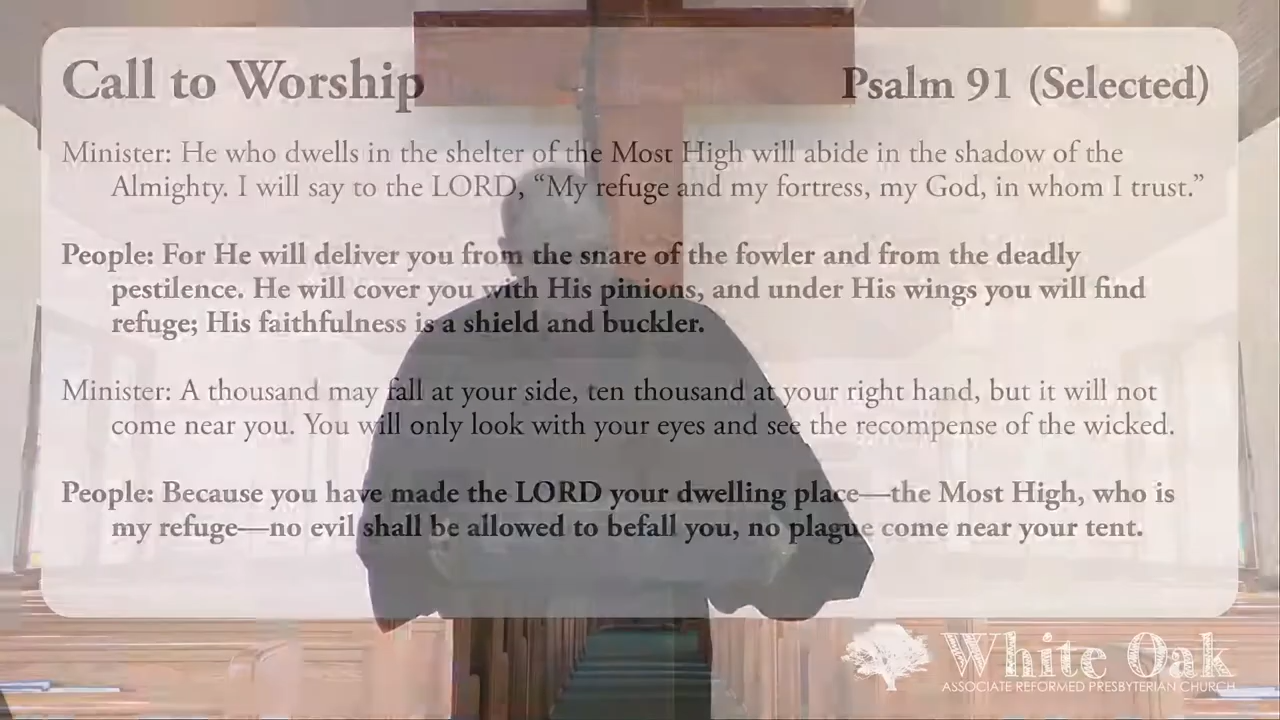 Call to Worship Psalm 91 (Selected)
Minister: He who dwells in the shelter of the Most High will abide in the shadow of the
Almighty. I will say to the LORD, “My refuge and my fortress, my God, in whom I trust.”
People: For He will deliver you from the snare of the fowler and from the deadly
pestilence. He will cover you with His pinions, and under His wings you will find
refuge; His faithfulness is a shield and buckler.
Minister: A thousand may fall at your side, ten thousand at your right hand, but it will not
come near you. You will only look with your eyes and see the recompense of the wicked.
People: Because you have made the LORD your dwelling place—the Most High, who is
my refuge—no evil shall be allowed to befall you, no plague come near your tent.
White Oak
ASSOCIATE REFORMED PRESBYTERIAN CHURCH